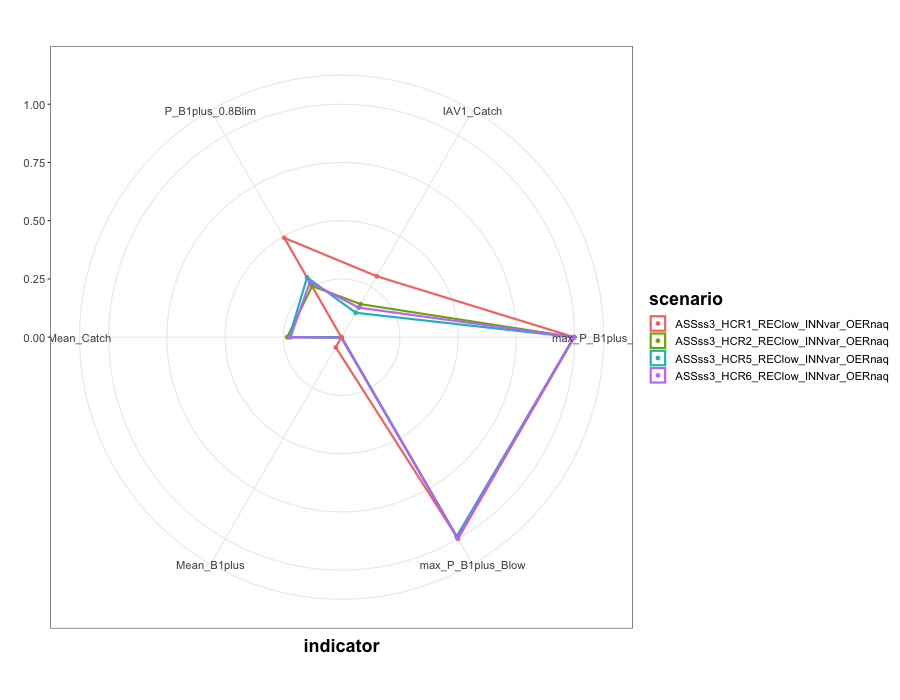 1.00
0.75
0.50
0.25
0.00
P_B1plus_0.8Blim
IAV1_Catch
Mean_Catch
max_P_B1plus_
Mean_B1plus
max_P_B1plus_Blow
indicator
scenario
ASSss3_HCR1_REClow_INNvar_OERnaq
ASSss3_HCR2_REClow_INNvar_OERnaq
ASSss3_HCR5_REClow_INNvar_OERnaq
ASSss3_HCR6_REClow_INNvar_OERnaq